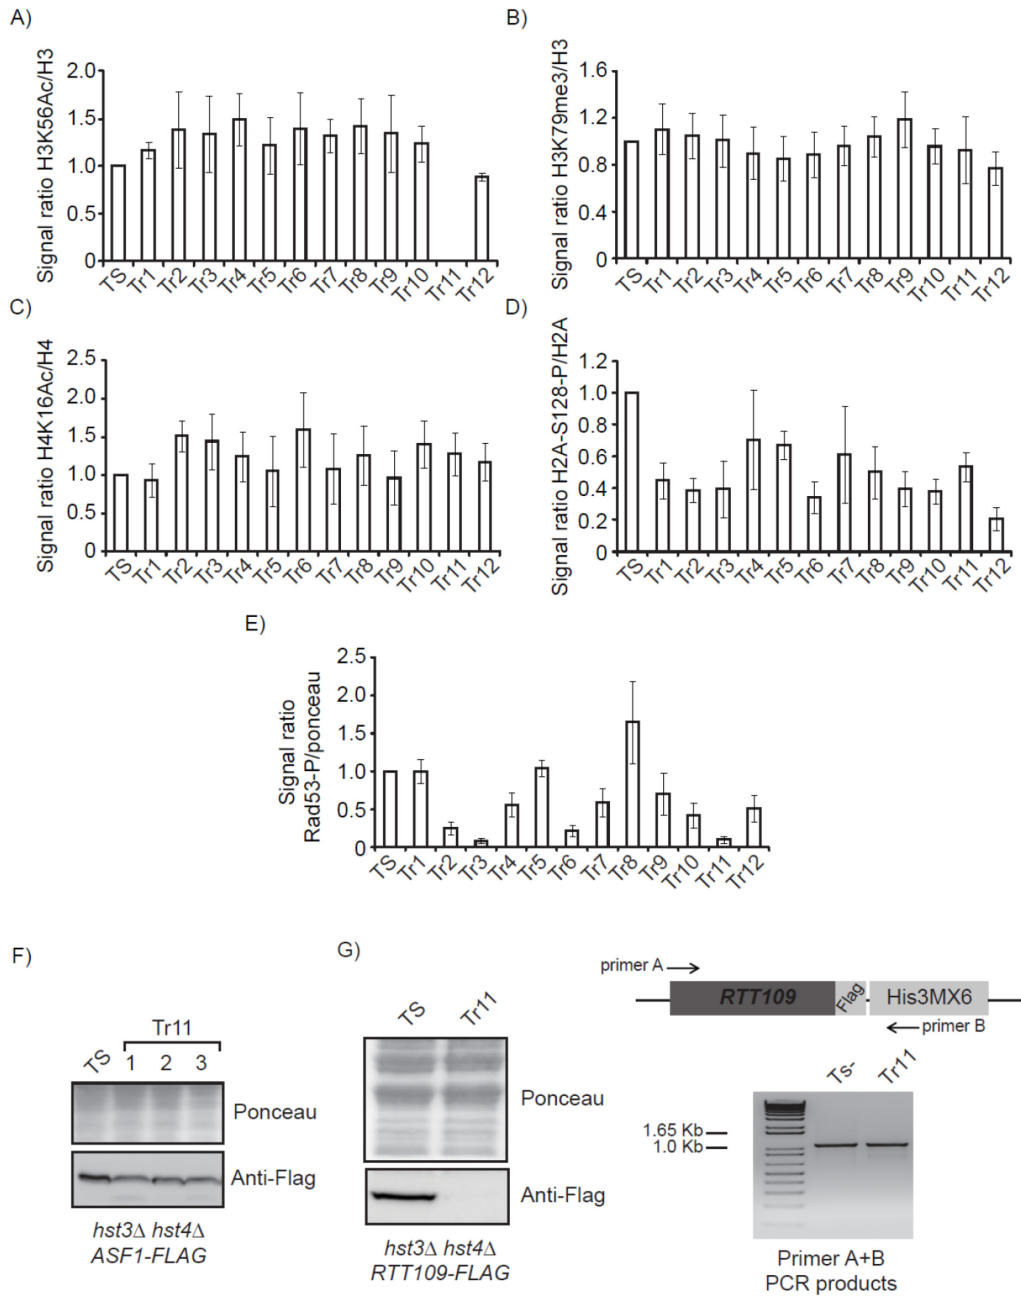 A)
Signal ratio H3K56Ac/H3
2.0
1.5
1.0
0.5
0
TS Tr1 Tr2 Tr3 Tr4 Tr5 Tr6 Tr7 Tr8 Tr9 Tr10 Tr11 Tr12
B)
Signal ratio H3K79me3/H3
1.6
1.2
0.8
0.4
0
TS Tr1 Tr2 Tr3 Tr4 Tr5 Tr6 Tr7 Tr8 Tr9 Tr10 Tr11 Tr12
C)
Signal ratio H4K16Ac/H4
2.5
2.0
1.5
1.0
0.5
0
TS Tr1 Tr2 Tr3 Tr4 Tr5 Tr6 Tr7 Tr8 Tr9 Tr10 Tr11 Tr12
D)
Signal ratio H2A-S128-P/H2A
1.2
1.0
0.8
0.6
0.4
0.2
0
TS Tr1 Tr2 Tr3 Tr4 Tr5 Tr6 Tr7 Tr8 Tr9 Tr10 Tr11 Tr12
E)
Signal ratio
Rad53-P/ponceau
2.5
2.0
1.5
1.0
0.5
0
TS Tr1 Tr2 Tr3 Tr4 Tr5 Tr6 Tr7 Tr8 Tr9 Tr10 Tr11 Tr12
F)
Tr11
TS 1 2 3
Ponceau
Anti-Flag
hst3Δ hst4Δ
ASF1-FLAG
G)
TS Tr11
Ponceau
Anti-Flag
hst3Δ hst4Δ
RTT109-FLAG
primer A
RTT109 Flag His3MX6
primer B
Ts- Tr11
1.65 Kb
1.0 Kb
Primer A+B
PCR products